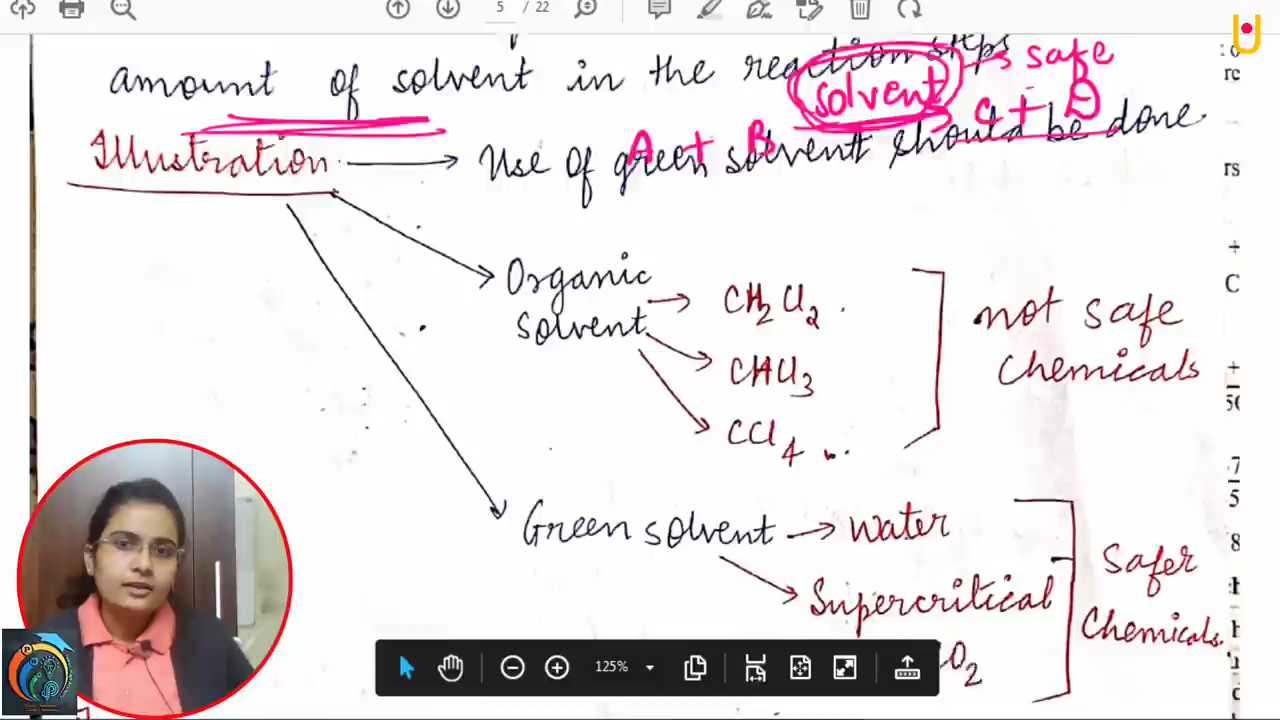 5 / 22
amount of solvent in the reaction steps
solvent → safe
A + B C + D
Illustration → Use of green solvent should be done
Organic solvent → CH2Cl2
CHCl3
CCl4
not safe
Chemicals
Green solvent → Water
Supercritical
O2
Safer
Chemicals.
125%